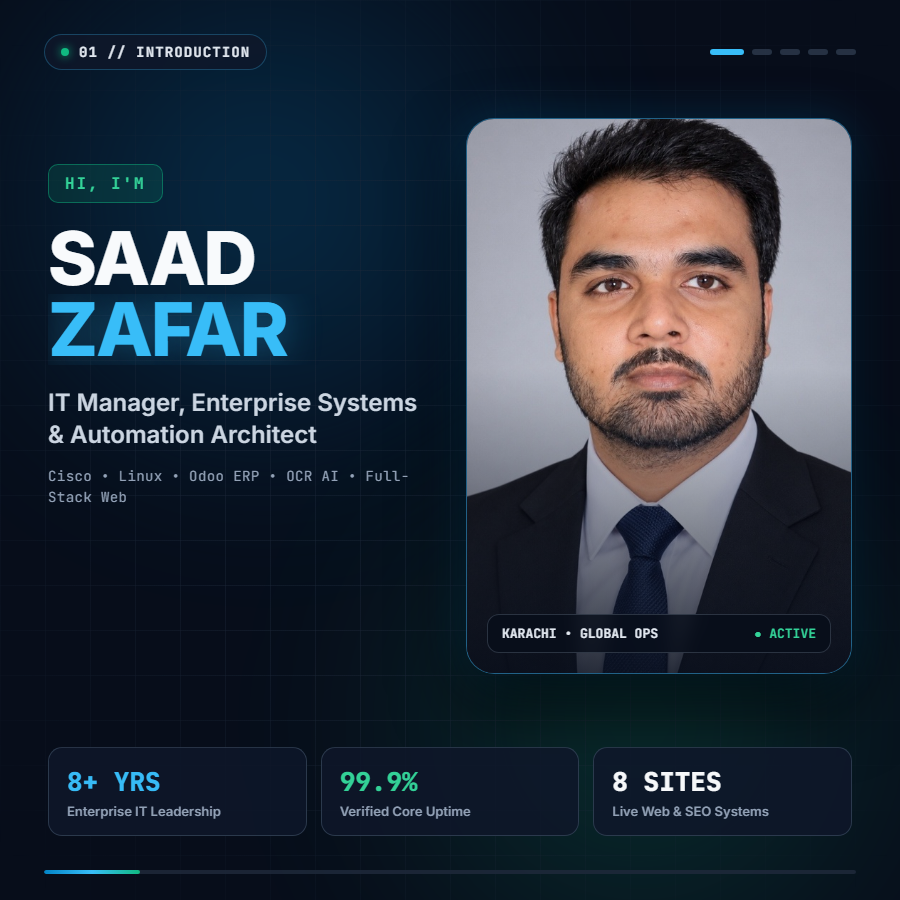 01 // INTRODUCTION
HI, I'M
SAAD
ZAFAR
IT Manager, Enterprise Systems
& Automation Architect
Cisco • Linux • Odoo ERP • OCR AI • Full-
Stack Web
KARACHI • GLOBAL OPS
● ACTIVE
8+ YRS
Enterprise IT Leadership
99.9%
Verified Core Uptime
8 SITES
Live Web & SEO Systems